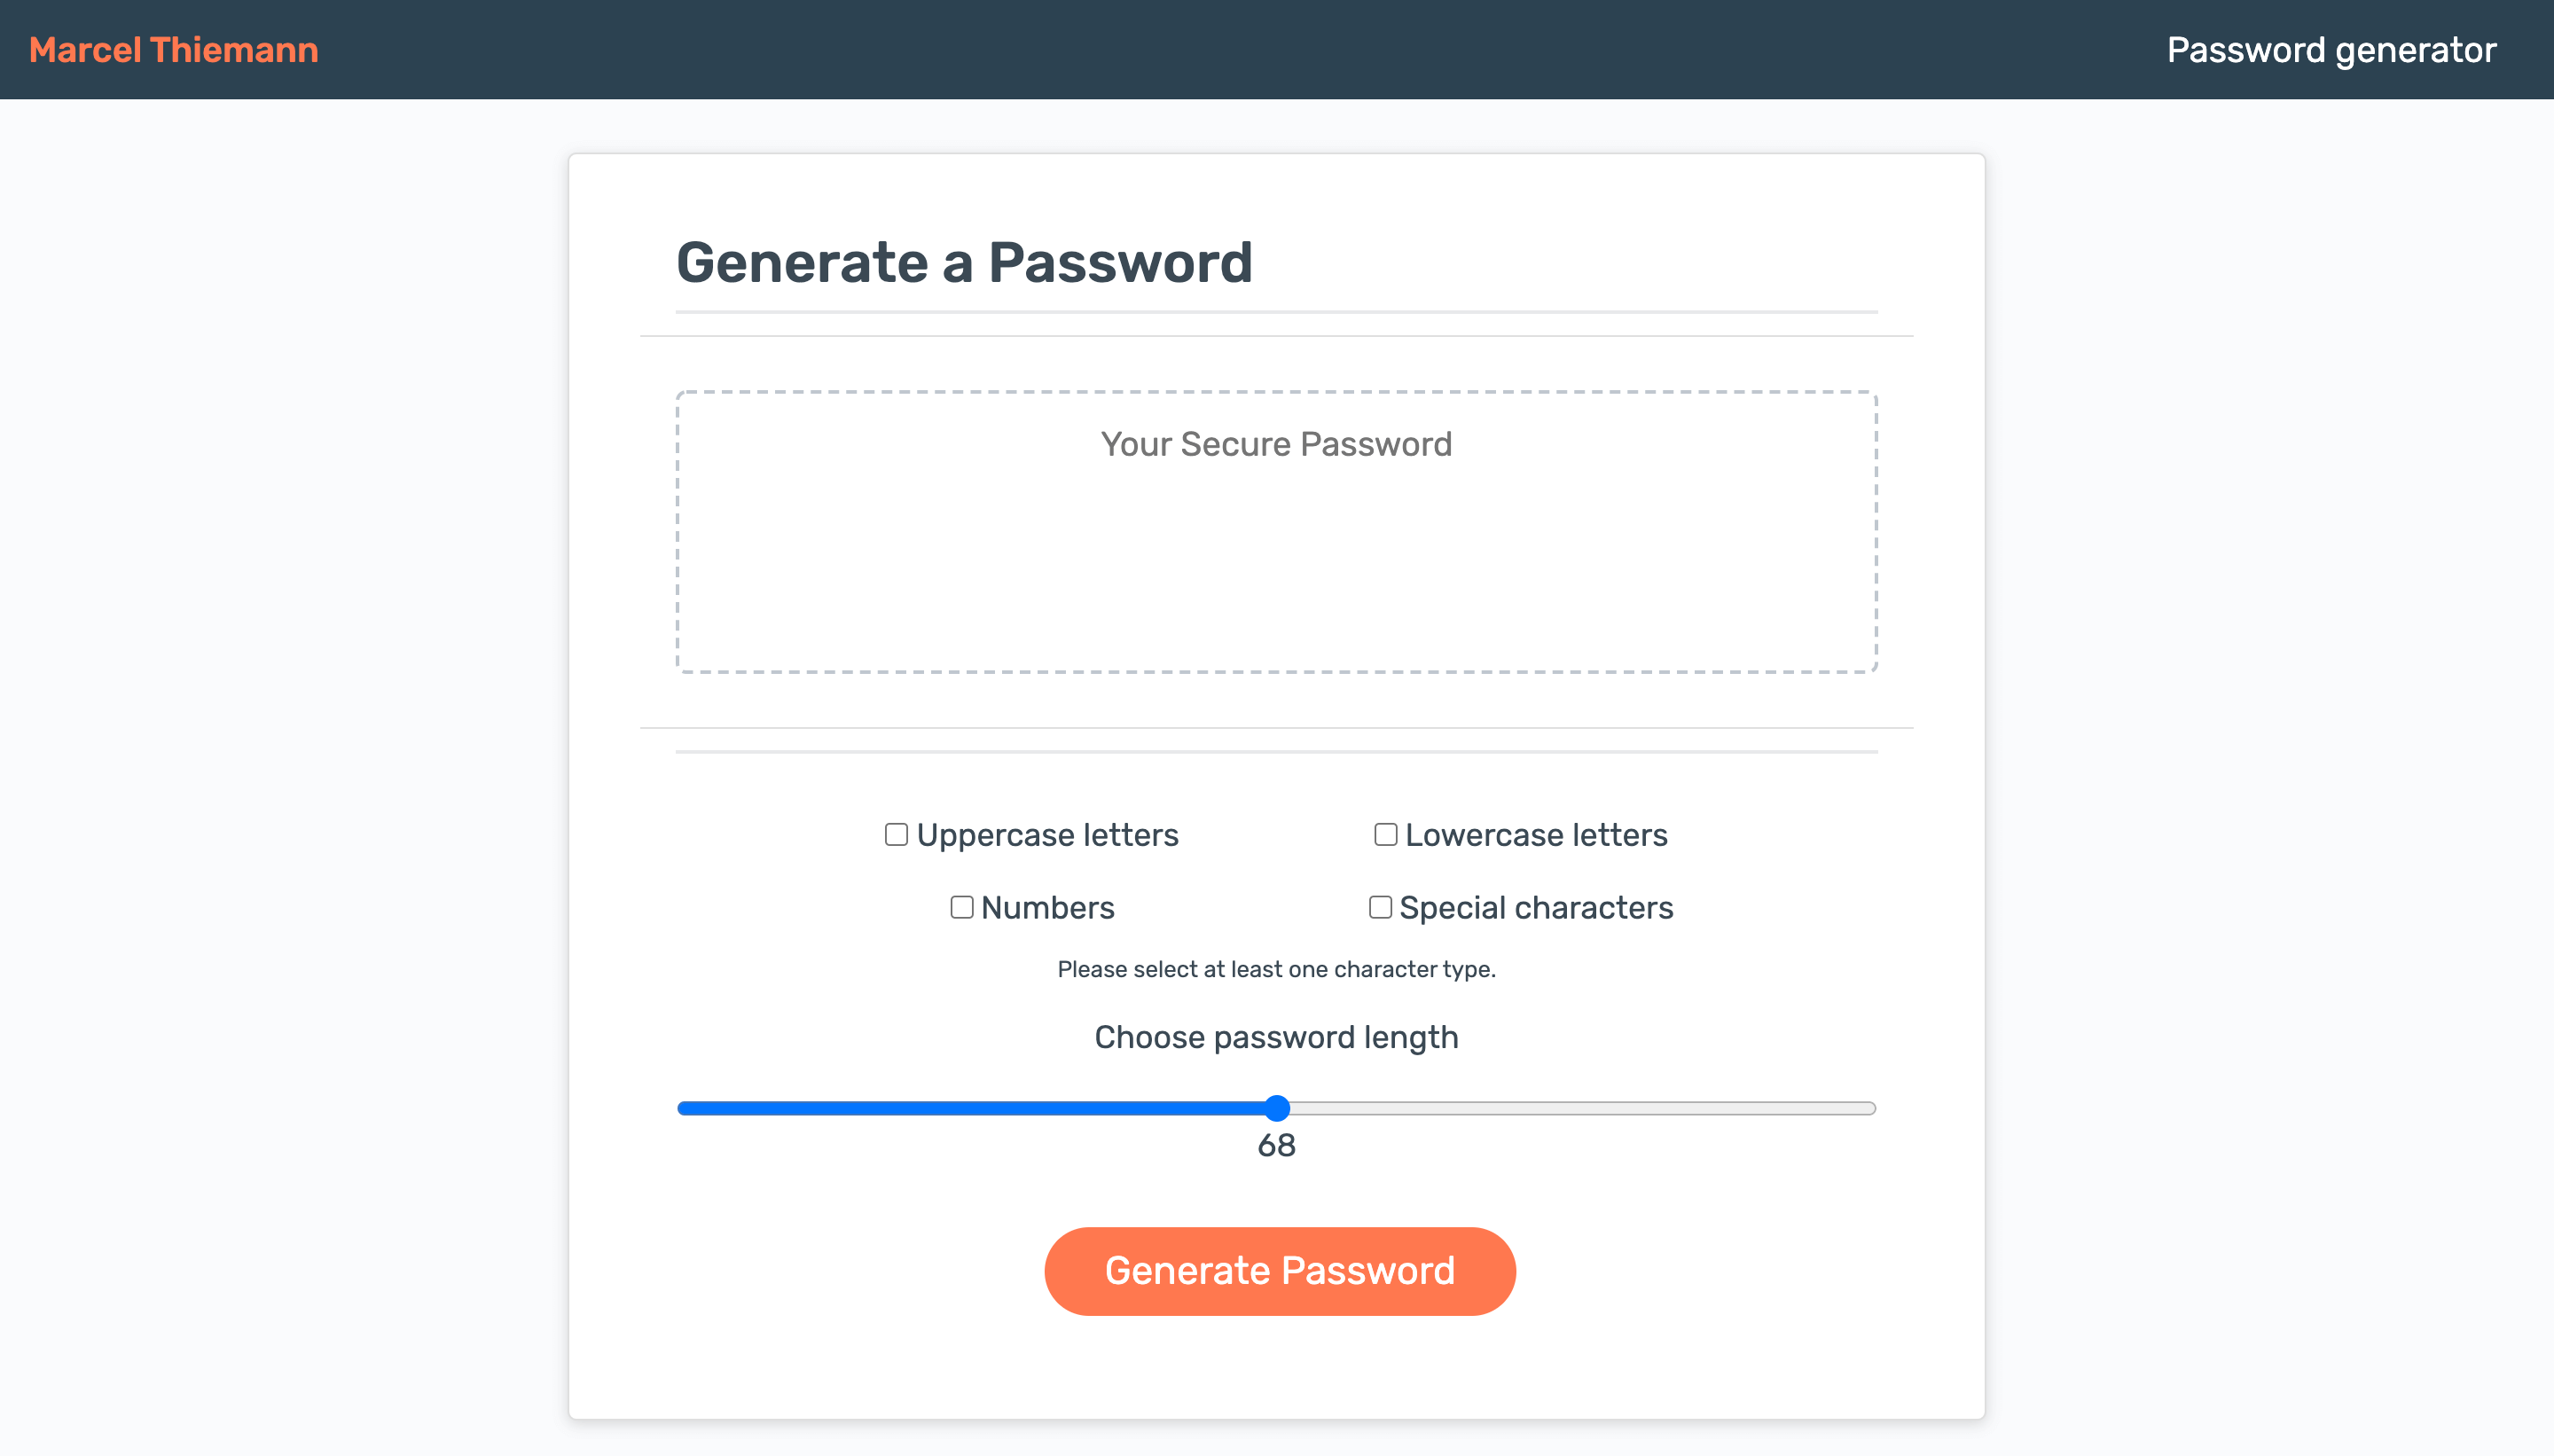 Marcel Thiemann
Password generator
Generate a Password
Your Secure Password
Uppercase letters
Lowercase letters
Numbers
Special characters
Please select at least one character type.
Choose password length
68
Generate Password